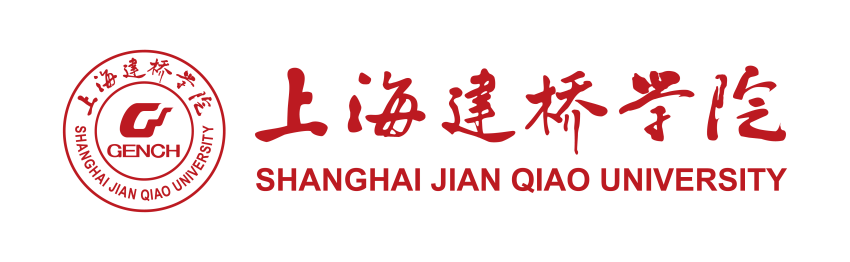 上海建桥学院
GENCH
SHANGHAI JIAN QIAO UNIVERSITY
上海建桥学院
SHANGHAI JIAN QIAO UNIVERSITY